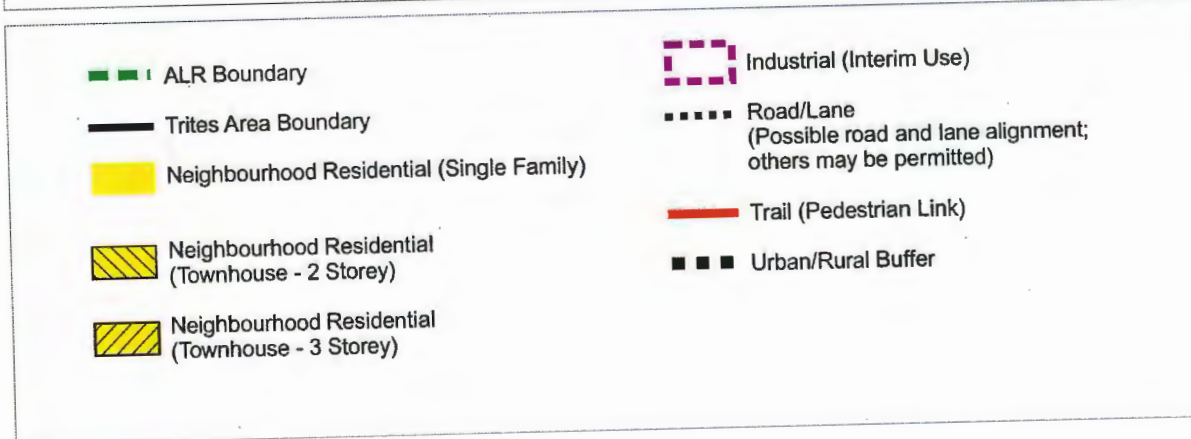 ALR Boundary
Trites Area Boundary
Neighbourhood Residential (Single Family)
Neighbourhood Residential
(Townhouse - 2 Storey)
Neighbourhood Residential
(Townhouse - 3 Storey)
Industrial (Interim Use)
Road/Lane
(Possible road and lane alignment;
others may be permitted)
Trail (Pedestrian Link)
Urban/Rural Buffer